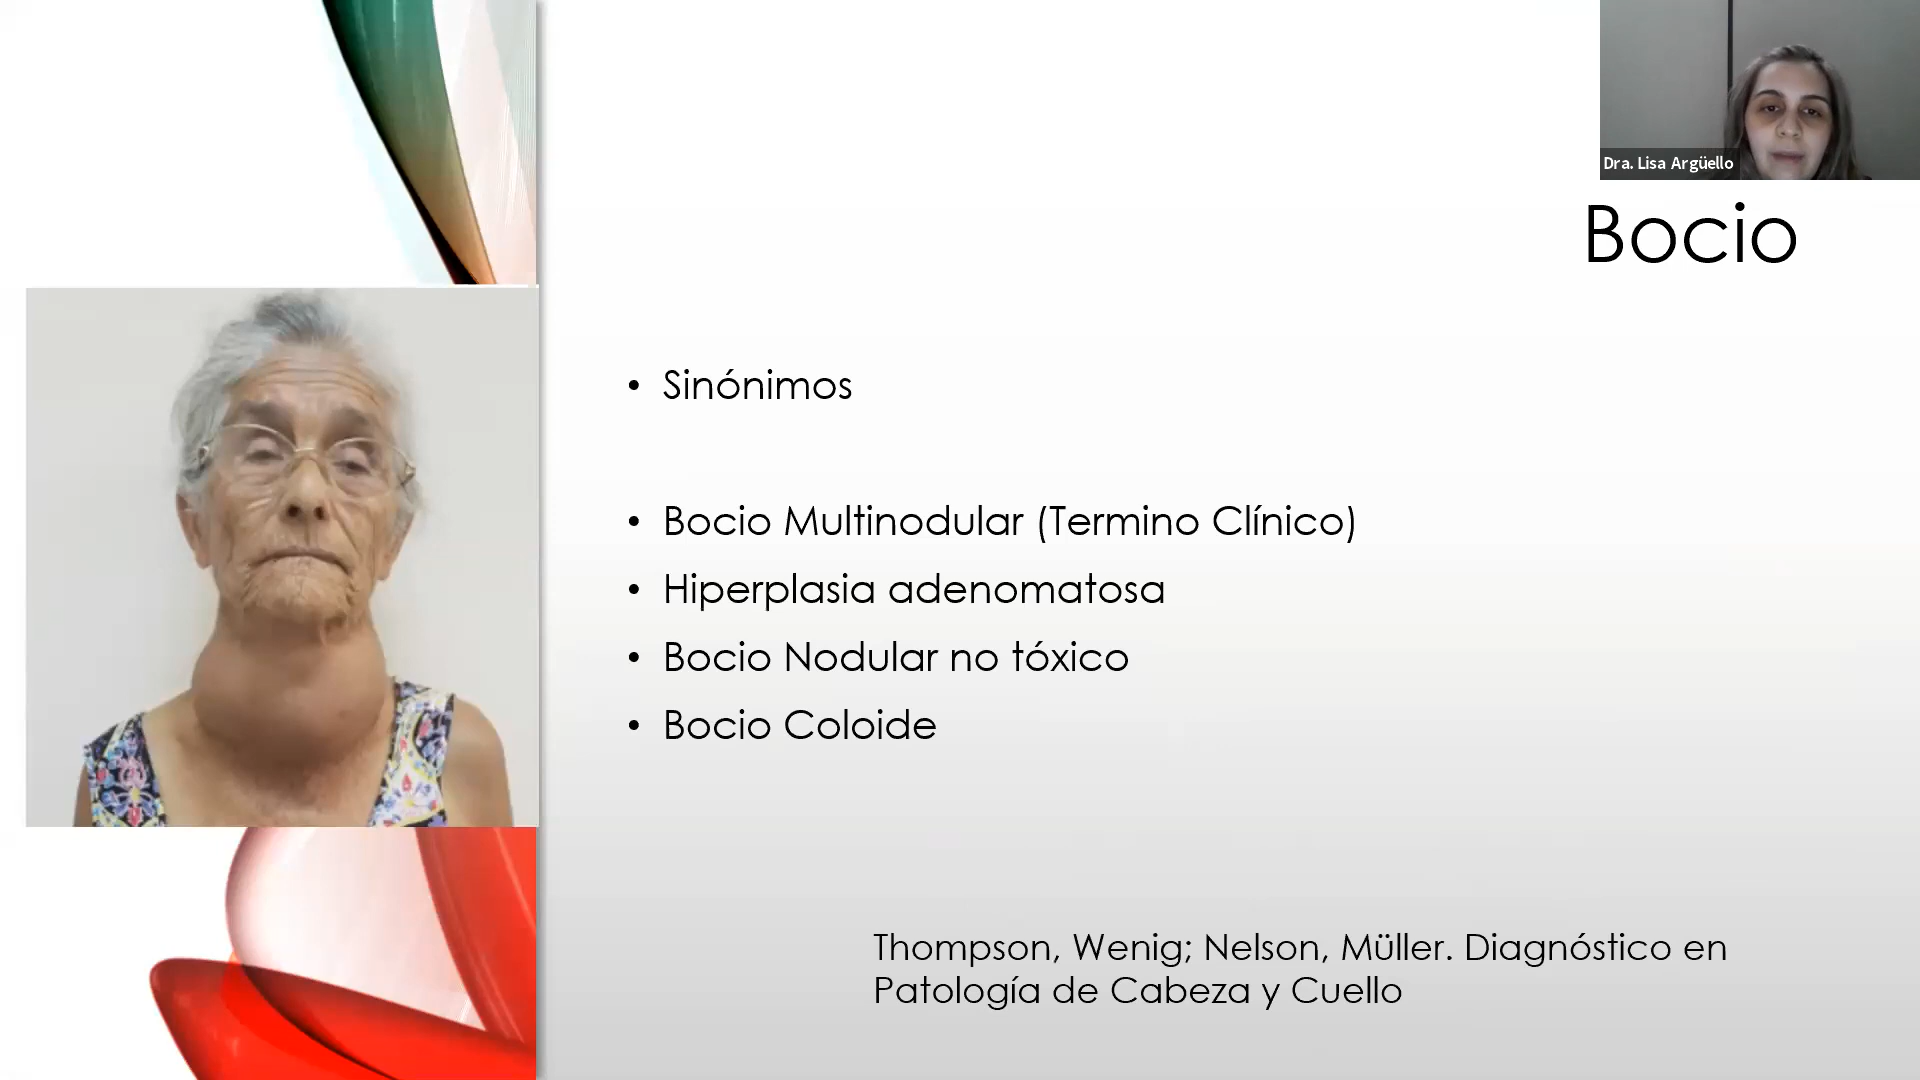 Dra. Lisa Argüello
Bocio
• Sinónimos
• Bocio Multinodular (Termino Clínico)
• Hiperplasia adenomatosa
• Bocio Nodular no tóxico
• Bocio Coloide
Thompson, Wenig; Nelson, Müller. Diagnóstico en
Patología de Cabeza y Cuello